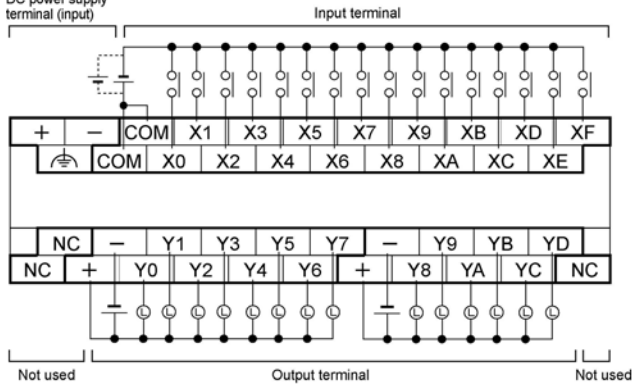 DC power supply
terminal (input)
Input terminal
+ − COM X1 X3 X5 X7 X9 XB XD XF
COM X0 X2 X4 X6 X8 XA XC XE
NC − Y1 Y3 Y5 Y7 − Y9 YB YD
NC + Y0 Y2 Y4 Y6 + Y8 YA YC NC
L L L L L L L L L L L L L L
Not used
Output terminal
Not used